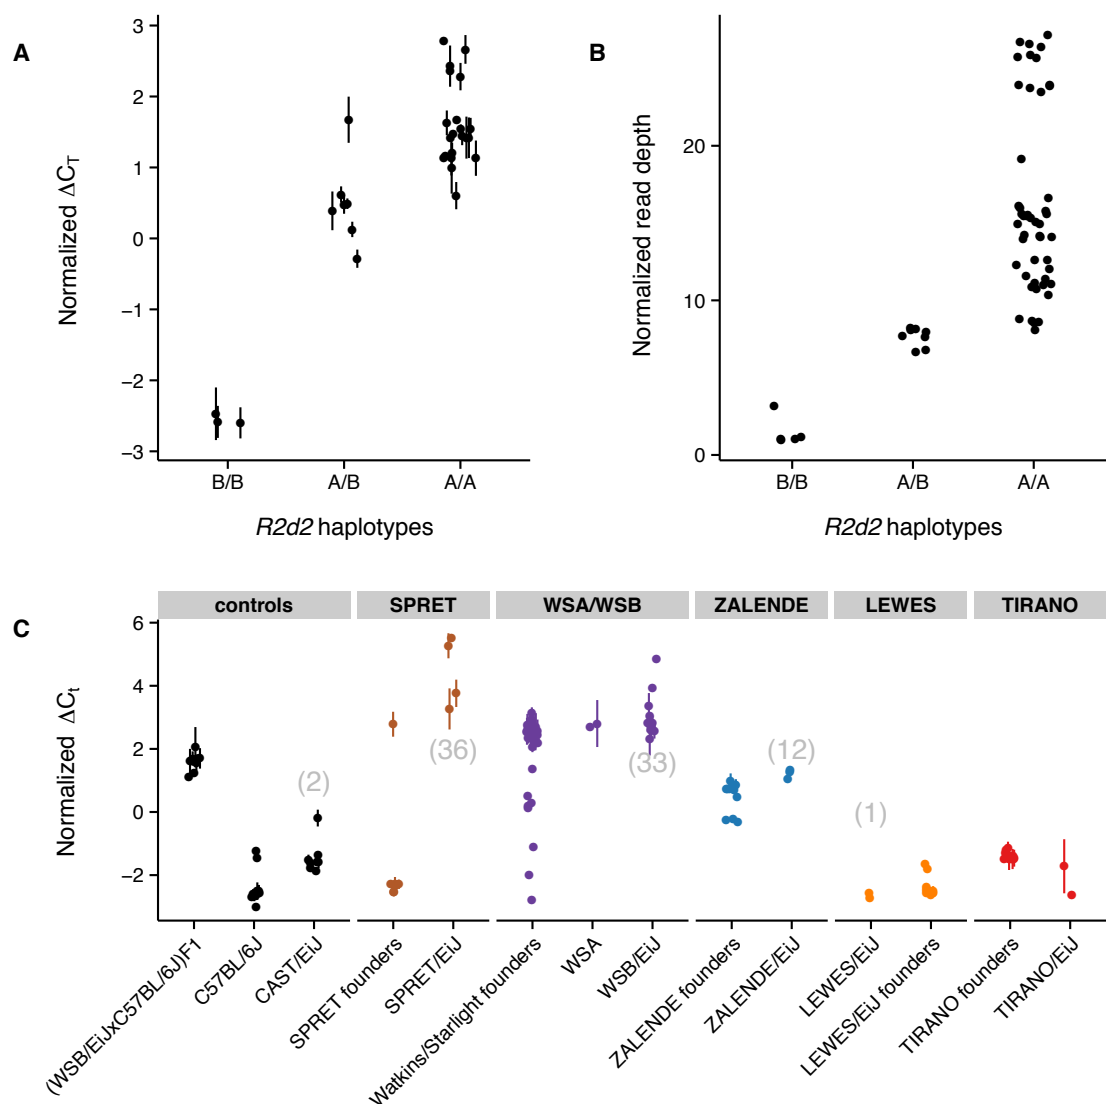 A
Normalized ΔC_T
3
2
1
0
−1
−2
−3
B/B
A/B
A/A
R2d2 haplotypes
B
Normalized read depth
20
10
0
B/B
A/B
A/A
R2d2 haplotypes
C
controls
SPRET
WSA/WSB
ZALENDE
LEWES
TIRANO
Normalized ΔC_t
6
4
2
0
−2
(2)
(36)
(33)
(12)
(1)
(WSB/EiJxC57BL/6J)F1
C57BL/6J
CAST/EiJ
SPRET founders
SPRET/EiJ
Watkins/Starlight founders
WSA
WSB/EiJ
ZALENDE founders
ZALENDE/EiJ
LEWES/EiJ
LEWES/EiJ founders
TIRANO founders
TIRANO/EiJ